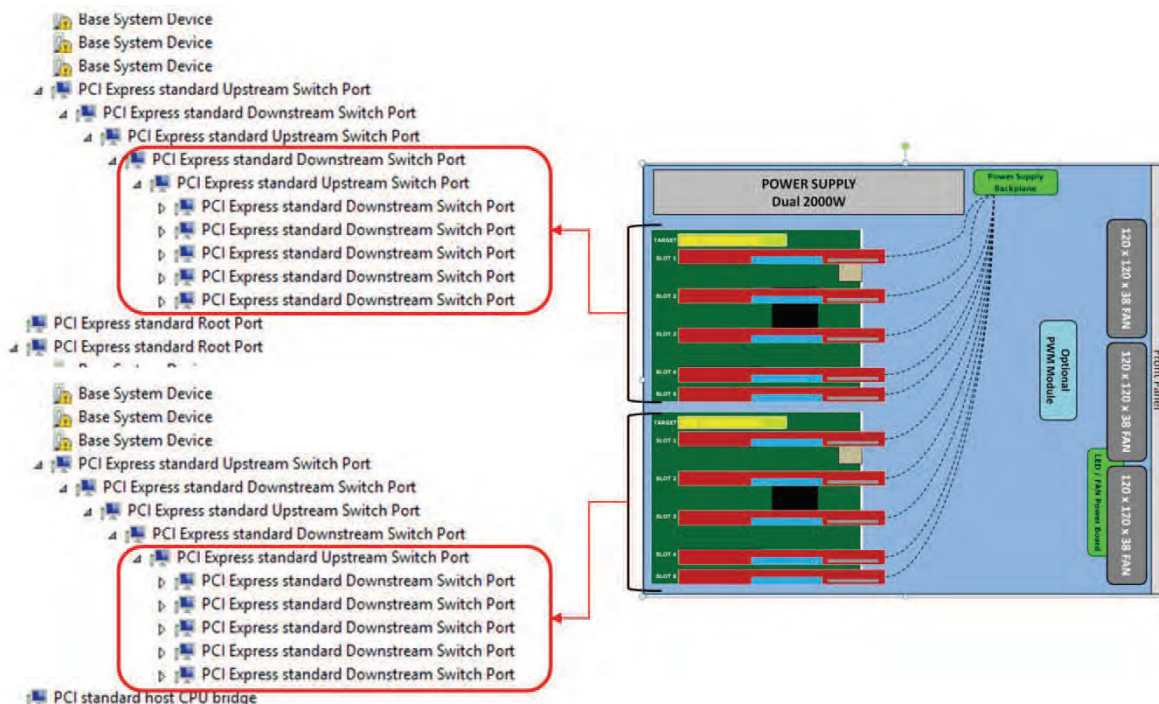 Base System Device
Base System Device
Base System Device
PCI Express standard Upstream Switch Port
PCI Express standard Downstream Switch Port
PCI Express standard Upstream Switch Port
PCI Express standard Downstream Switch Port
PCI Express standard Upstream Switch Port
PCI Express standard Downstream Switch Port
PCI Express standard Downstream Switch Port
PCI Express standard Downstream Switch Port
PCI Express standard Downstream Switch Port
PCI Express standard Downstream Switch Port
PCI Express standard Root Port
PCI Express standard Root Port
Base System Device
Base System Device
Base System Device
PCI Express standard Upstream Switch Port
PCI Express standard Downstream Switch Port
PCI Express standard Upstream Switch Port
PCI Express standard Downstream Switch Port
PCI Express standard Upstream Switch Port
PCI Express standard Downstream Switch Port
PCI Express standard Downstream Switch Port
PCI Express standard Downstream Switch Port
PCI Express standard Downstream Switch Port
PCI Express standard Downstream Switch Port
PCI standard host CPU bridge
POWER SUPPLY
Dual 2000W
Power Supply
Backplane
TARGET
SLOT 1
SLOT 2
SLOT 3
SLOT 4
SLOT 5
TARGET
SLOT 1
SLOT 2
SLOT 3
SLOT 4
SLOT 5
Optional
PWM Module
LED / FAN Power Board
120 x 120 x 38 FAN
120 x 120 x 38 FAN
120 x 120 x 38 FAN
Front Panel